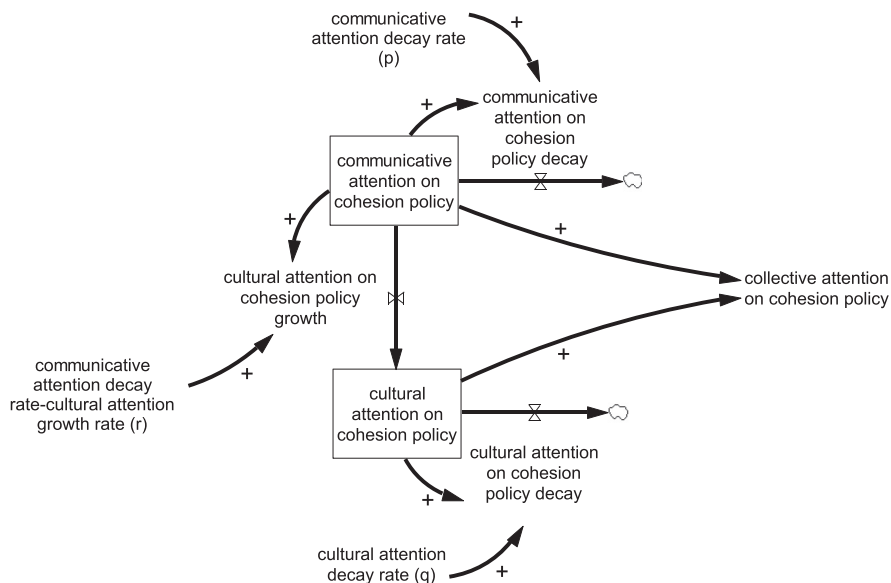 communicative
attention decay rate
(p)
+
communicative
attention on
cohesion
policy decay
+
communicative
attention on
cohesion policy
+
+
cultural attention on
cohesion policy
growth
collective attention
on cohesion policy
communicative
attention decay
rate-cultural attention
growth rate (r)
+
+
cultural
attention on
cohesion policy
cultural attention
on cohesion
policy decay
+
cultural attention
decay rate (q)
+